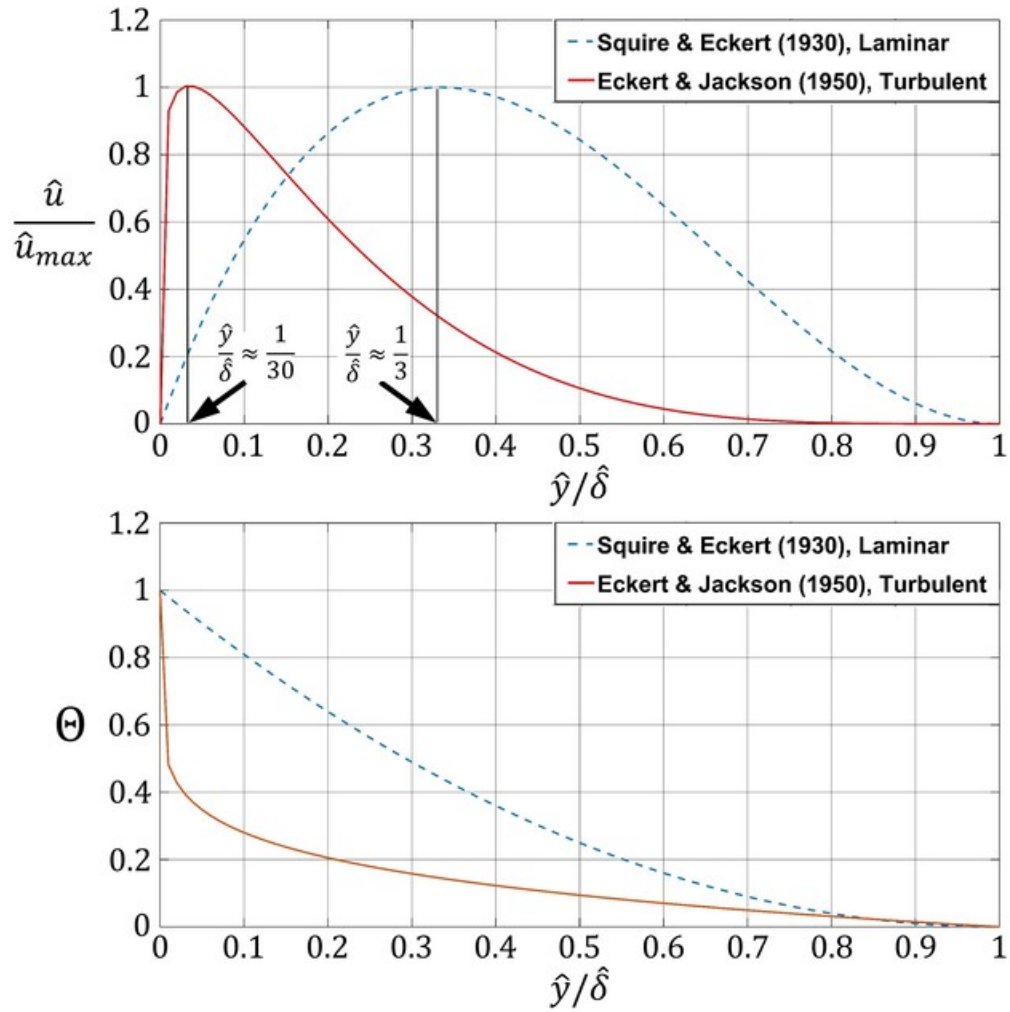 1.2
Squire & Eckert (1930), Laminar
Eckert & Jackson (1950), Turbulent
1
0.8
û/û_max
0.6
0.4
0.2
ŷ/δ̂ ≈ 1/30
ŷ/δ̂ ≈ 1/3
0
0 0.1 0.2 0.3 0.4 0.5 0.6 0.7 0.8 0.9 1
ŷ/δ̂
1.2
Squire & Eckert (1930), Laminar
Eckert & Jackson (1950), Turbulent
1
0.8
Θ
0.6
0.4
0.2
0
0 0.1 0.2 0.3 0.4 0.5 0.6 0.7 0.8 0.9 1
ŷ/δ̂